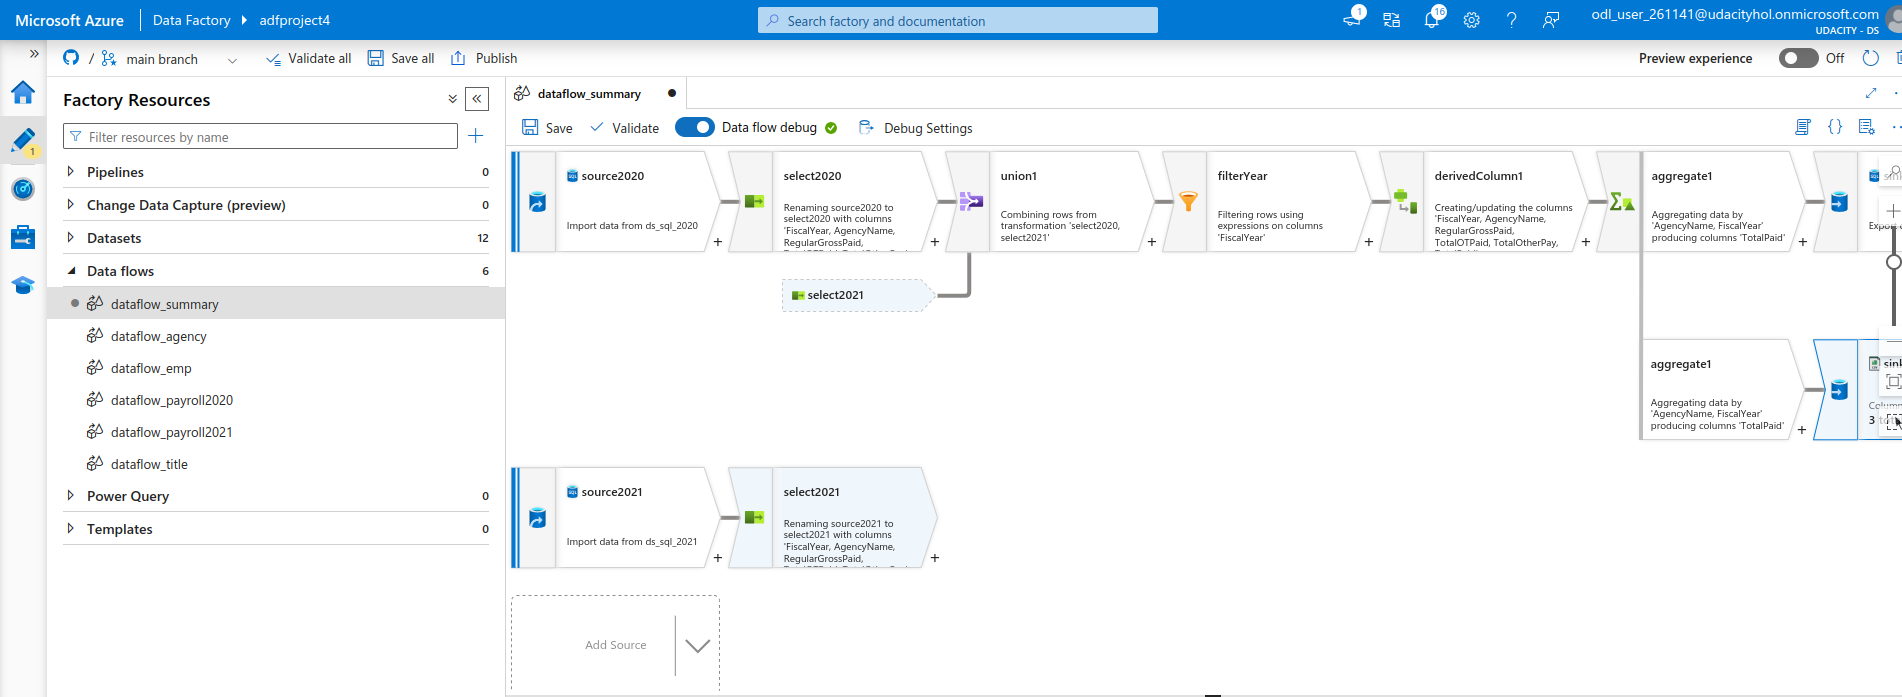 Microsoft Azure
Data Factory
adfproject4
Search factory and documentation
1
16
odl_user_261141@udacityhol.onmicrosoft.com
UDACITY - DS
/
main branch
Validate all
Save all
Publish
Preview experience
Off
1
Factory Resources
Filter resources by name
Pipelines
0
Change Data Capture (preview)
0
Datasets
12
Data flows
6
dataflow_summary
dataflow_agency
dataflow_emp
dataflow_payroll2020
dataflow_payroll2021
dataflow_title
Power Query
0
Templates
0
dataflow_summary
Save
Validate
Data flow debug
Debug Settings
source2020
Import data from ds_sql_2020
+
select2020
Renaming source2020 to
select2020 with columns
'FiscalYear, AgencyName,
RegularGrossPaid,
+
union1
Combining rows from
transformation 'select2020,
select2021'
+
filterYear
Filtering rows using
expressions on columns
'FiscalYear'
+
derivedColumn1
Creating/updating the columns
'FiscalYear, AgencyName,
RegularGrossPaid,
TotalOTPaid, TotalOtherPay,
+
aggregate1
Aggregating data by
'AgencyName, FiscalYear'
producing columns 'TotalPaid'
+
select2021
aggregate1
Aggregating data by
'AgencyName, FiscalYear'
producing columns 'TotalPaid'
+
3 tot
source2021
Import data from ds_sql_2021
+
select2021
Renaming source2021 to
select2021 with columns
'FiscalYear, AgencyName,
RegularGrossPaid,
+
Add Source